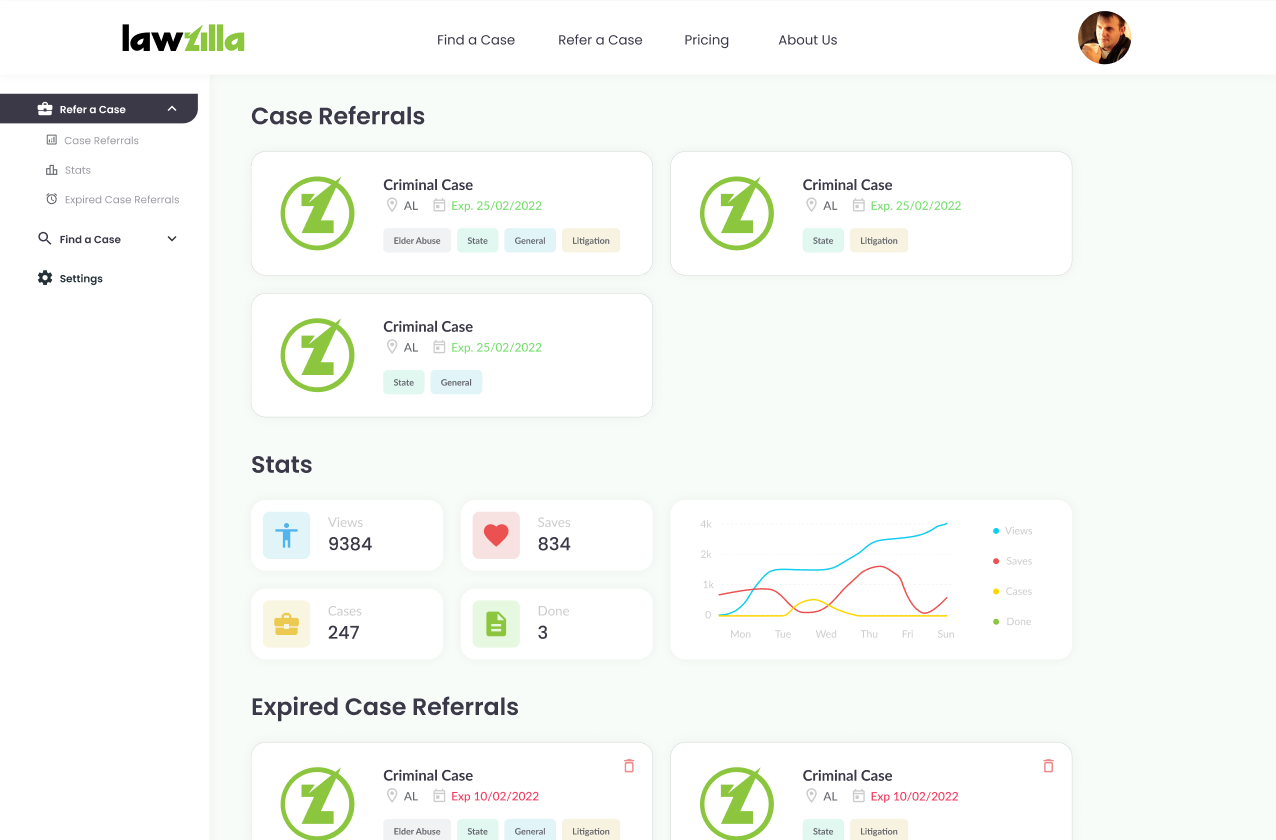 lawzilla
Find a Case
Refer a Case
Pricing
About Us
Refer a Case
Case Referrals
Stats
Expired Case Referrals
Find a Case
Settings
Case Referrals
Criminal Case
AL
Exp. 25/02/2022
Elder Abuse
State
General
Litigation
Criminal Case
AL
Exp. 25/02/2022
State
Litigation
Criminal Case
AL
Exp. 25/02/2022
State
General
Stats
Views
9384
Saves
834
Cases
247
Done
3
4k
2k
1k
0
Mon
Tue
Wed
Thu
Fri
Sun
Views
Saves
Cases
Done
Expired Case Referrals
Criminal Case
AL
Exp 10/02/2022
Elder Abuse
State
General
Litigation
Criminal Case
AL
Exp 10/02/2022
State
Litigation